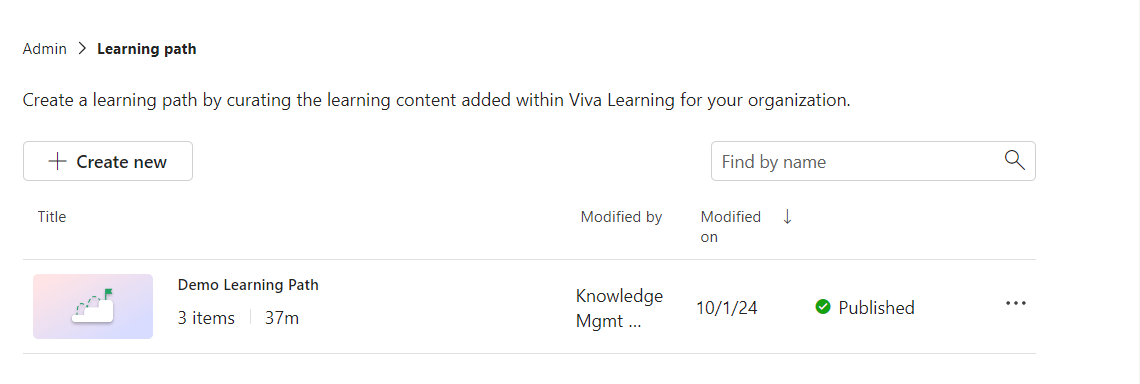 Admin > Learning path
Create a learning path by curating the learning content added within Viva Learning for your organization.
+ Create new
Find by name
Title
Modified by
Modified
on
Demo Learning Path
3 items
37m
Knowledge
Mgmt ...
10/1/24
Published